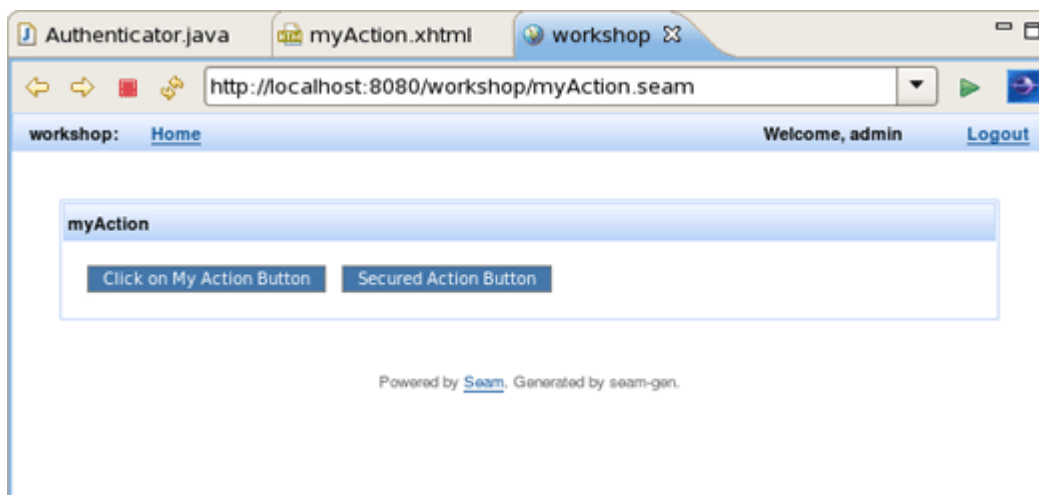 Authenticator.java myAction.xhtml workshop
http://localhost:8080/workshop/myAction.seam
workshop: Home Welcome, admin Logout
myAction
Click on My Action Button Secured Action Button
Powered by Seam. Generated by seam-gen.